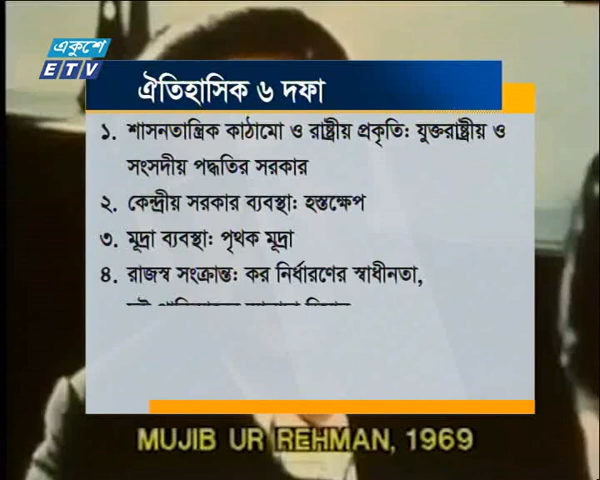 একুশে
ETV
ঐতিহাসিক ৬ দফা
১. শাসনতান্ত্রিক কাঠামো ও রাষ্ট্রীয় প্রকৃতি: যুক্তরাষ্ট্রীয় ও
সংসদীয় পদ্ধতির সরকার
২. কেন্দ্রীয় সরকার ব্যবস্থা: হস্তক্ষেপ
৩. মূদ্রা ব্যবস্থা: পৃথক মূদ্রা
৪. রাজস্ব সংক্রান্ত: কর নির্ধারণের স্বাধীনতা,
MUJIB UR REHMAN, 1969